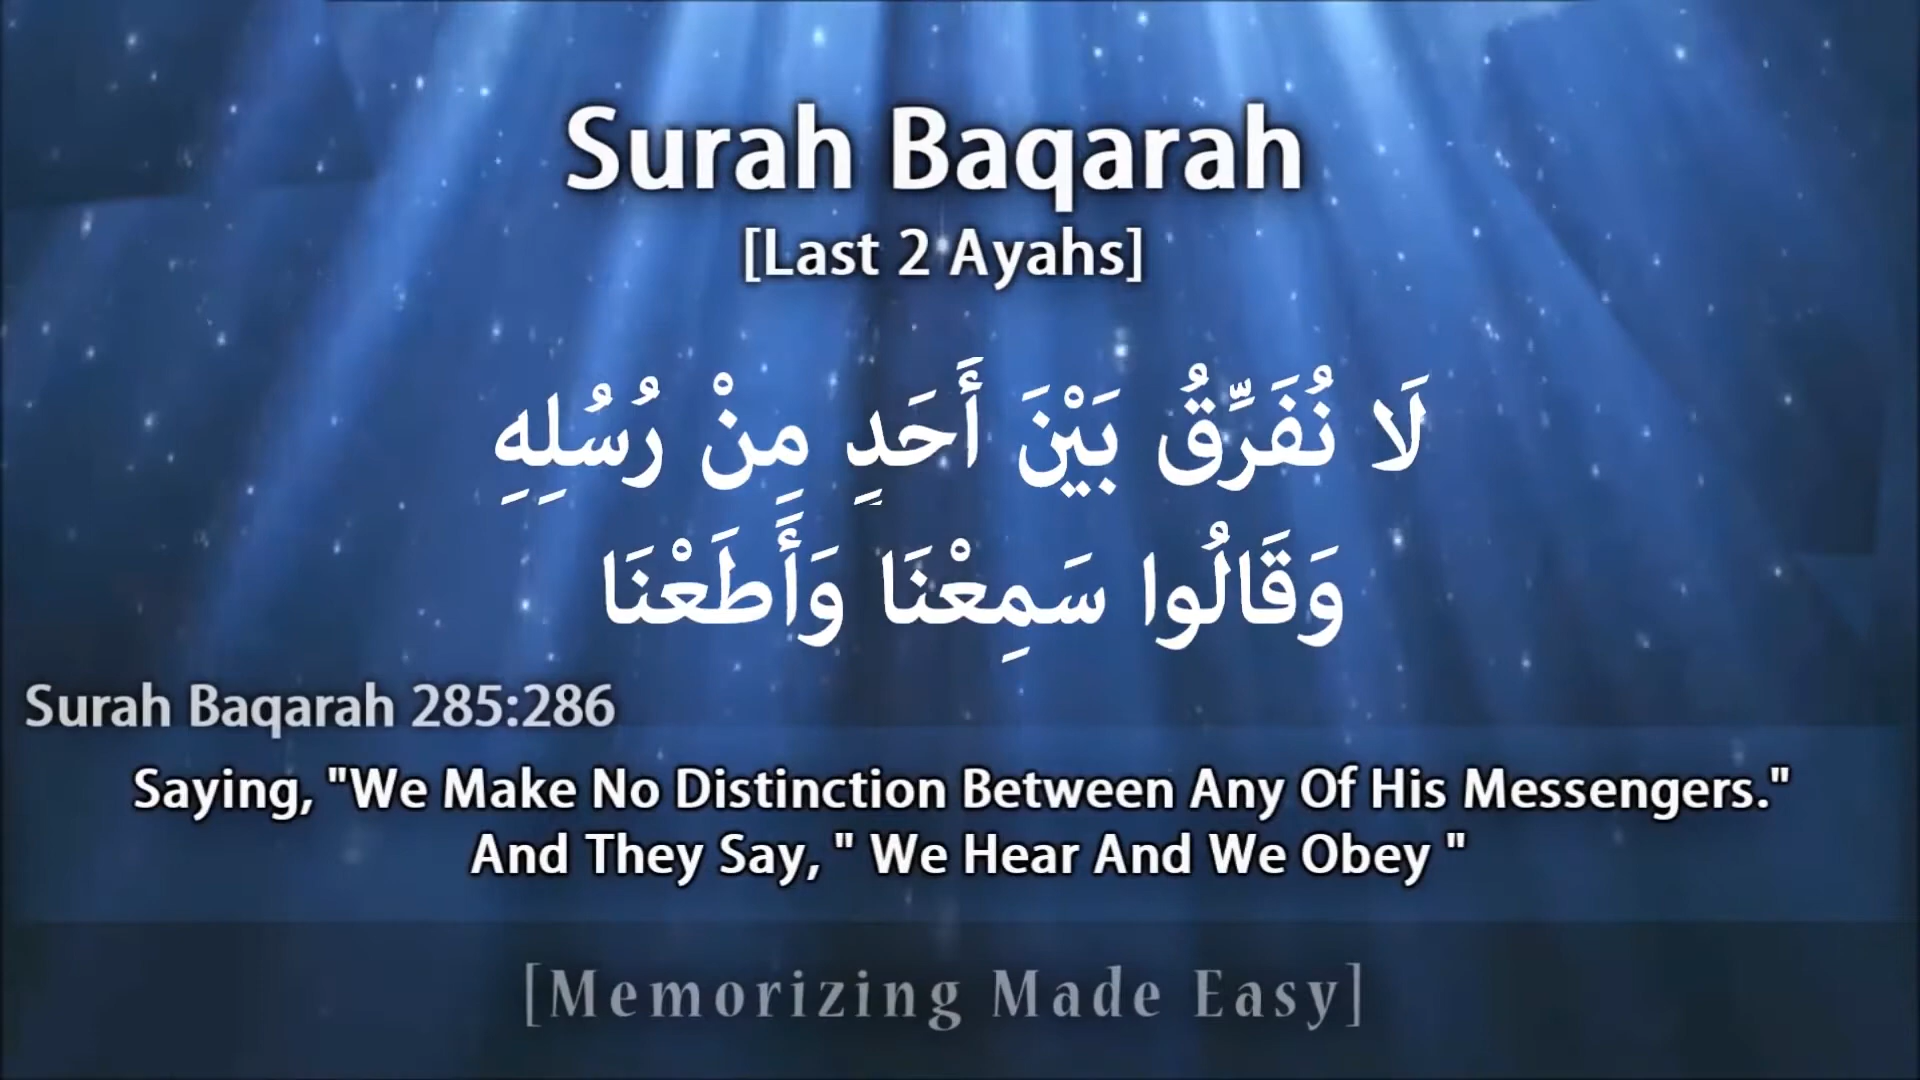 Surah Baqarah
[Last 2 Ayahs]
لَا نُفَرِّقُ بَيْنَ أَحَدٍ مِنْ رُسُلِهِ
وَقَالُوا سَمِعْنَا وَأَطَعْنَا
Surah Baqarah 285:286
Saying, "We Make No Distinction Between Any Of His Messengers."
And They Say, " We Hear And We Obey "
[Memorizing Made Easy]